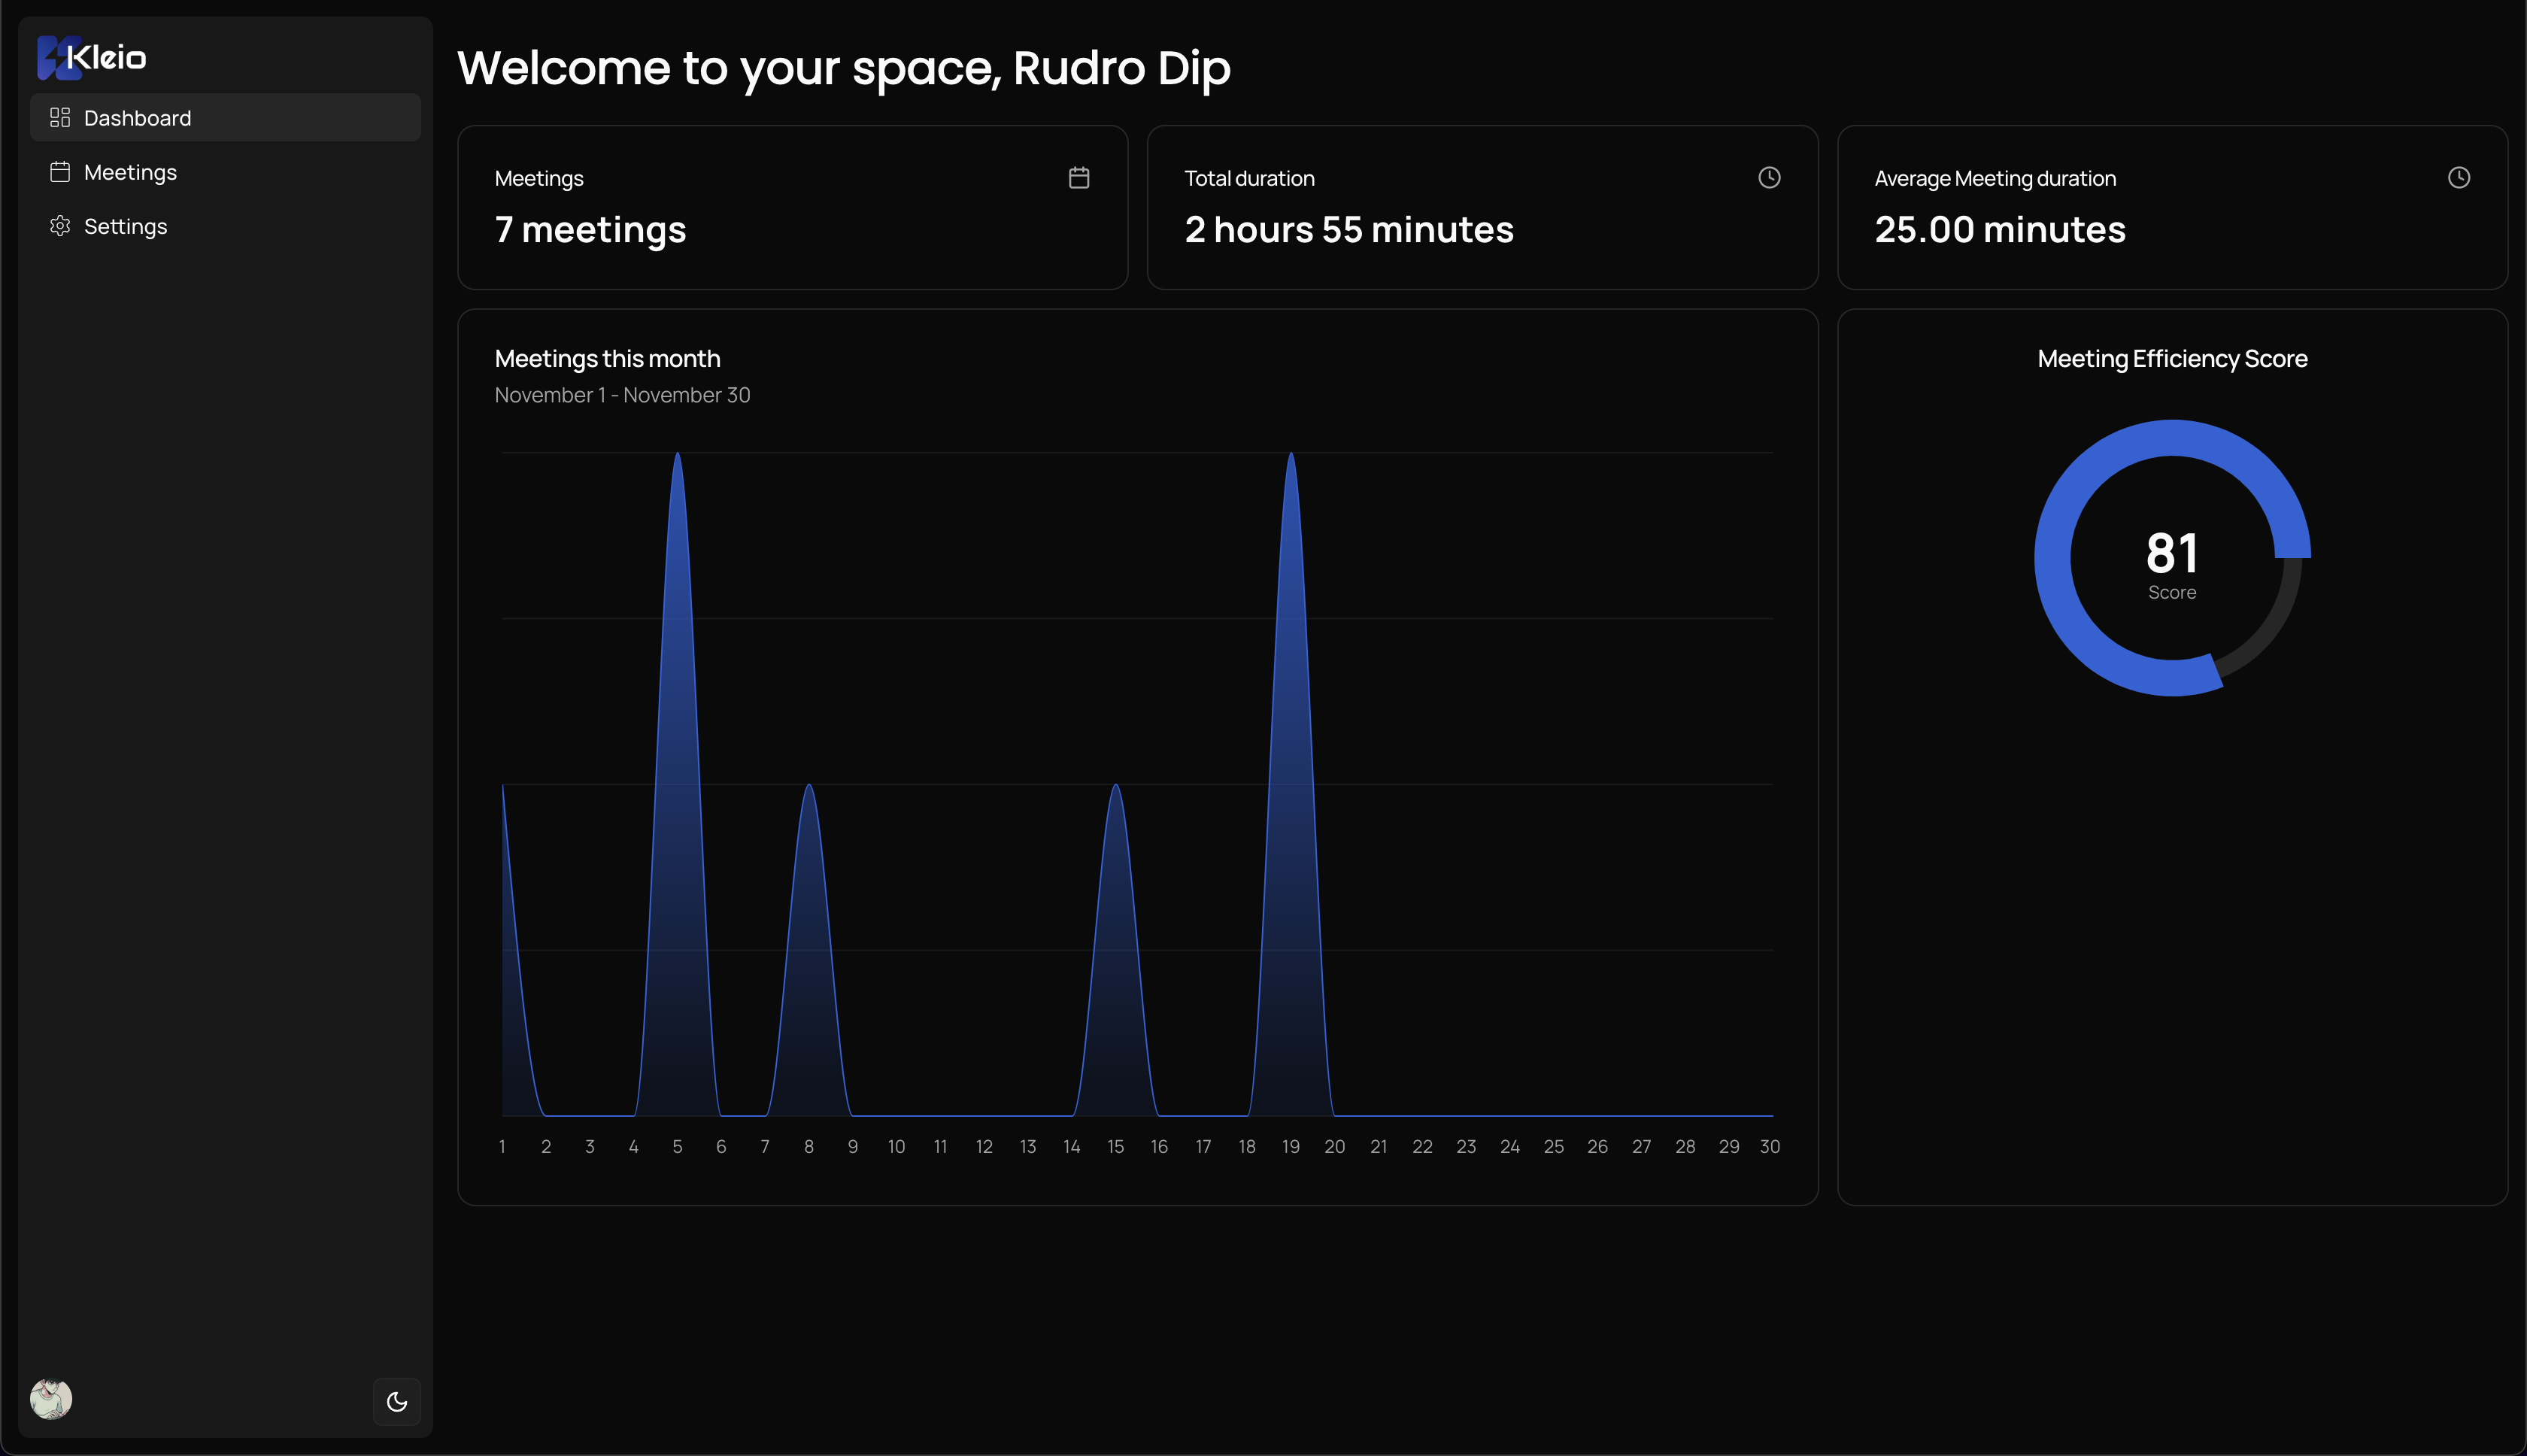 Kleio
Dashboard
Meetings
Settings
Welcome to your space, Rudro Dip
Meetings
7 meetings
Total duration
2 hours 55 minutes
Average Meeting duration
25.00 minutes
Meetings this month
November 1 - November 30
1 2 3 4 5 6 7 8 9 10 11 12 13 14 15 16 17 18 19 20 21 22 23 24 25 26 27 28 29 30
Meeting Efficiency Score
81
Score